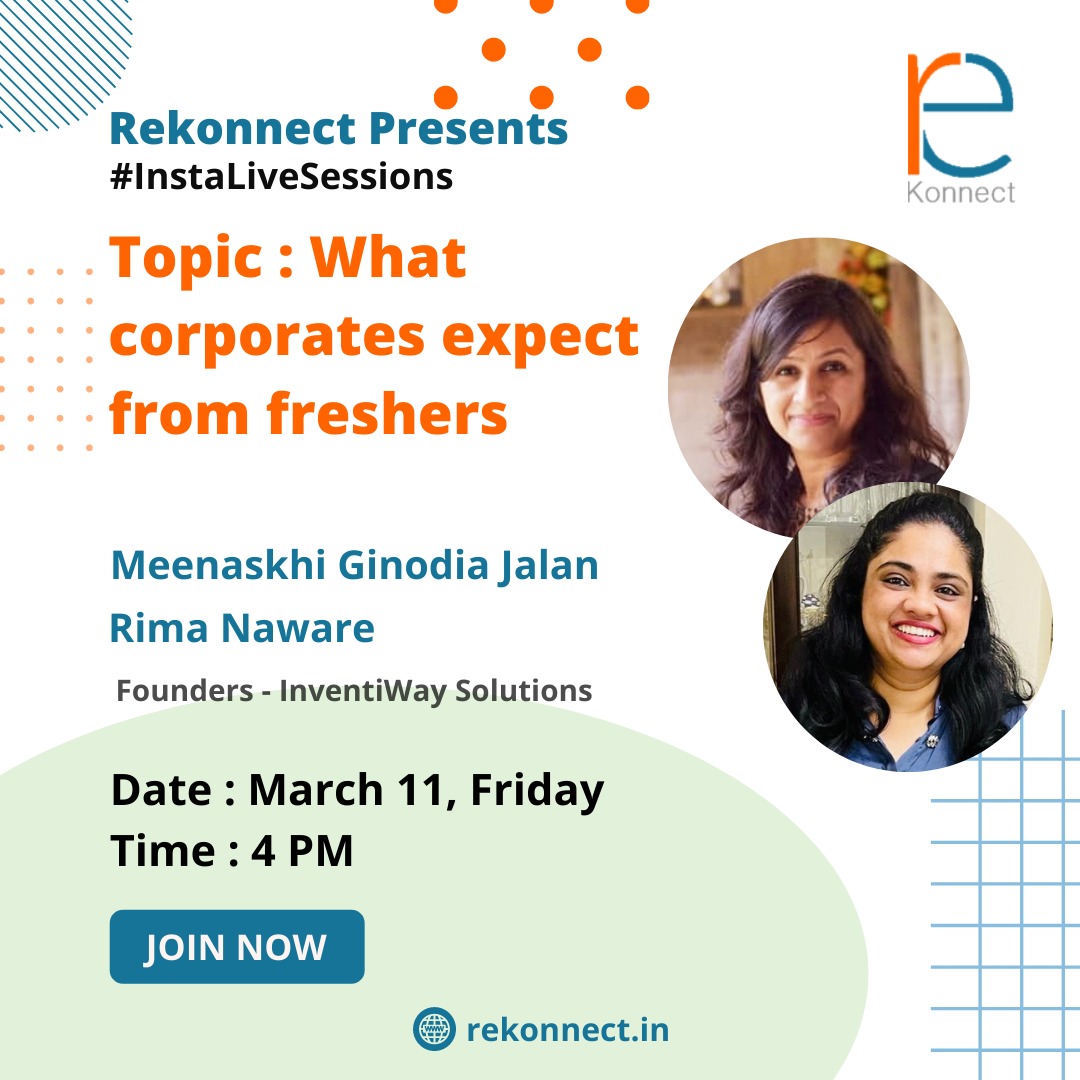 Rekonnect Presents
#InstaLiveSessions
re
Konnect
Topic : What
corporates expect
from freshers
Meenaskhi Ginodia Jalan
Rima Naware
Founders - InventiWay Solutions
Date : March 11, Friday
Time : 4 PM
JOIN NOW
www
rekonnect.in